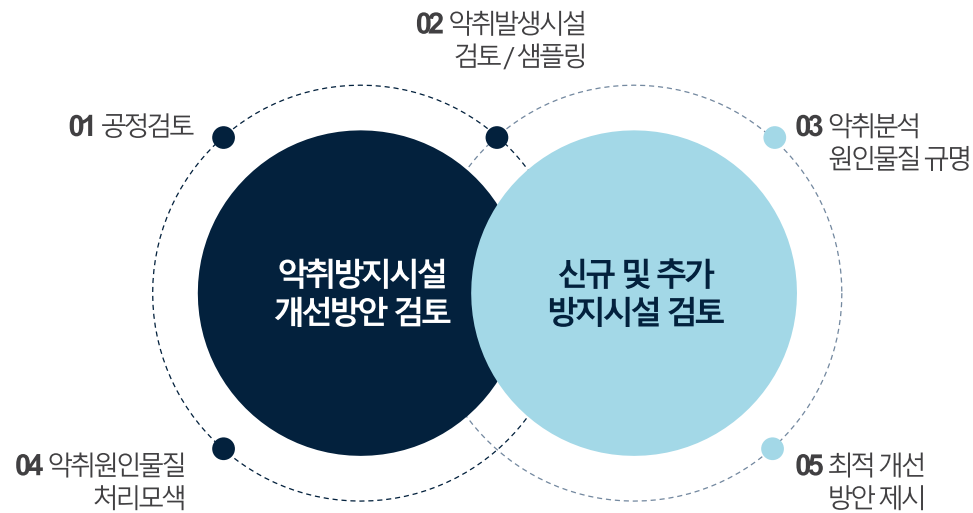 02 악취발생시설
검토 / 샘플링
01 공정검토
03 악취분석
원인물질 규명
악취방지시설
개선방안 검토
신규 및 추가
방지시설 검토
04 악취원인물질
처리모색
05 최적 개선
방안 제시